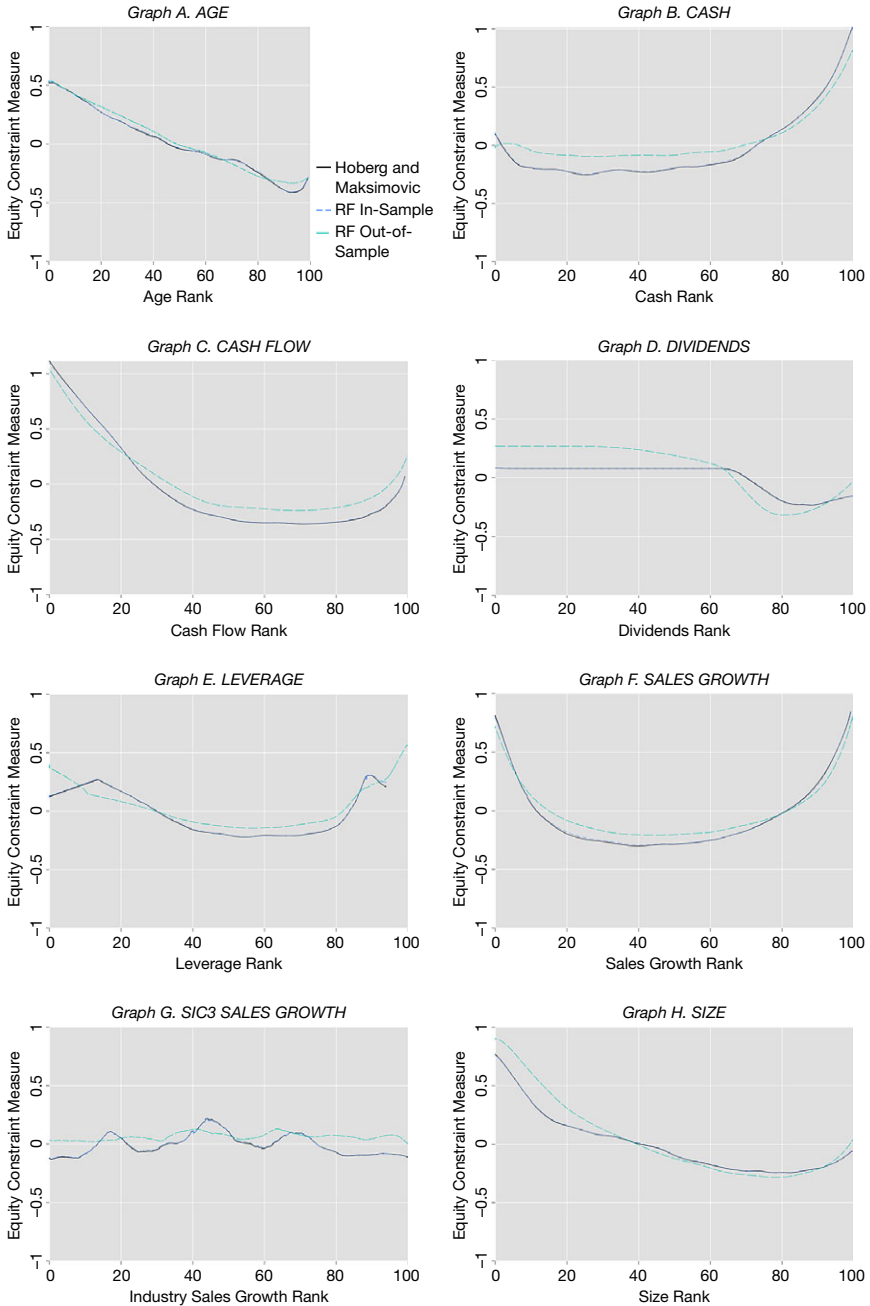 Graph A. AGE
Equity Constraint Measure
1
0.5
0
−0.5
−1
0 20 40 60 80 100
Age Rank
Hoberg and
Maksimovic
RF In-Sample
RF Out-of-
Sample
Graph B. CASH
Equity Constraint Measure
1
0.5
0
−0.5
−1
0 20 40 60 80 100
Cash Rank
Graph C. CASH FLOW
Equity Constraint Measure
1
0.5
0
−0.5
−1
0 20 40 60 80 100
Cash Flow Rank
Graph D. DIVIDENDS
Equity Constraint Measure
1
0.5
0
−0.5
−1
0 20 40 60 80 100
Dividends Rank
Graph E. LEVERAGE
Equity Constraint Measure
1
0.5
0
−0.5
−1
0 20 40 60 80 100
Leverage Rank
Graph F. SALES GROWTH
Equity Constraint Measure
1
0.5
0
−0.5
−1
0 20 40 60 80 100
Sales Growth Rank
Graph G. SIC3 SALES GROWTH
Equity Constraint Measure
1
0.5
0
−0.5
−1
0 20 40 60 80 100
Industry Sales Growth Rank
Graph H. SIZE
Equity Constraint Measure
1
0.5
0
−0.5
−1
0 20 40 60 80 100
Size Rank